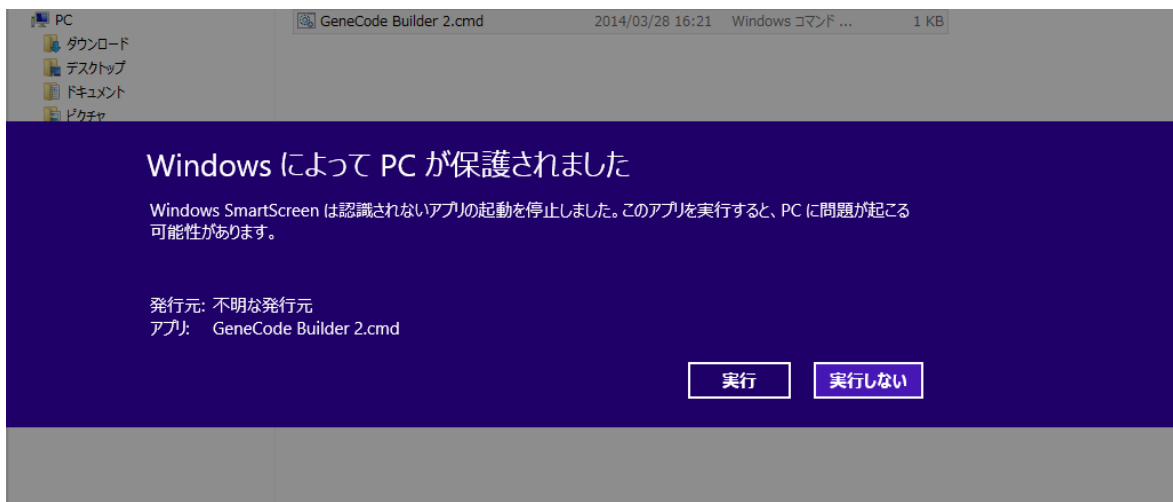 PC
GeneCode Builder 2.cmd 2014/03/28 16:21 Windows コマンド ... 1 KB
ダウンロード
デスクトップ
ドキュメント
ピクチャ
Windows によって PC が保護されました
Windows SmartScreen は認識されないアプリの起動を停止しました。このアプリを実行すると、PC に問題が起こる
可能性があります。
発行元: 不明な発行元
アプリ: GeneCode Builder 2.cmd
実行 実行しない